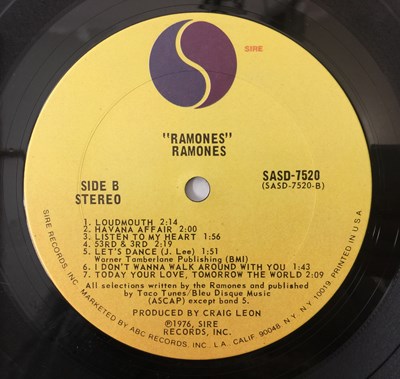 SIRE
"RAMONES"
RAMONES
SIDE B
STEREO
SASD-7520
(SASD-7520-B)
1. LOUDMOUTH 2:14
2. HAVANA AFFAIR 2:00
3. LISTEN TO MY HEART 1:56
4. 53RD & 3RD 2:19
5. LET'S DANCE (J. Lee) 1:51
Warner Tamberlane Publishing (BMI)
6. I DON'T WANNA WALK AROUND WITH YOU 1:43
7. TODAY YOUR LOVE, TOMORROW THE WORLD 2:09
All selections written by the Ramones and published
by Taco Tunes/Bleu Disque Music
(ASCAP) except band 5.
PRODUCED BY CRAIG LEON
℗1976, SIRE
RECORDS, INC.
SIRE RECORDS, INC. MARKETED BY ABC RECORDS, INC. L.A. CALIF. 90048 N.Y. N.Y. 10019. PRINTED IN U.S.A.